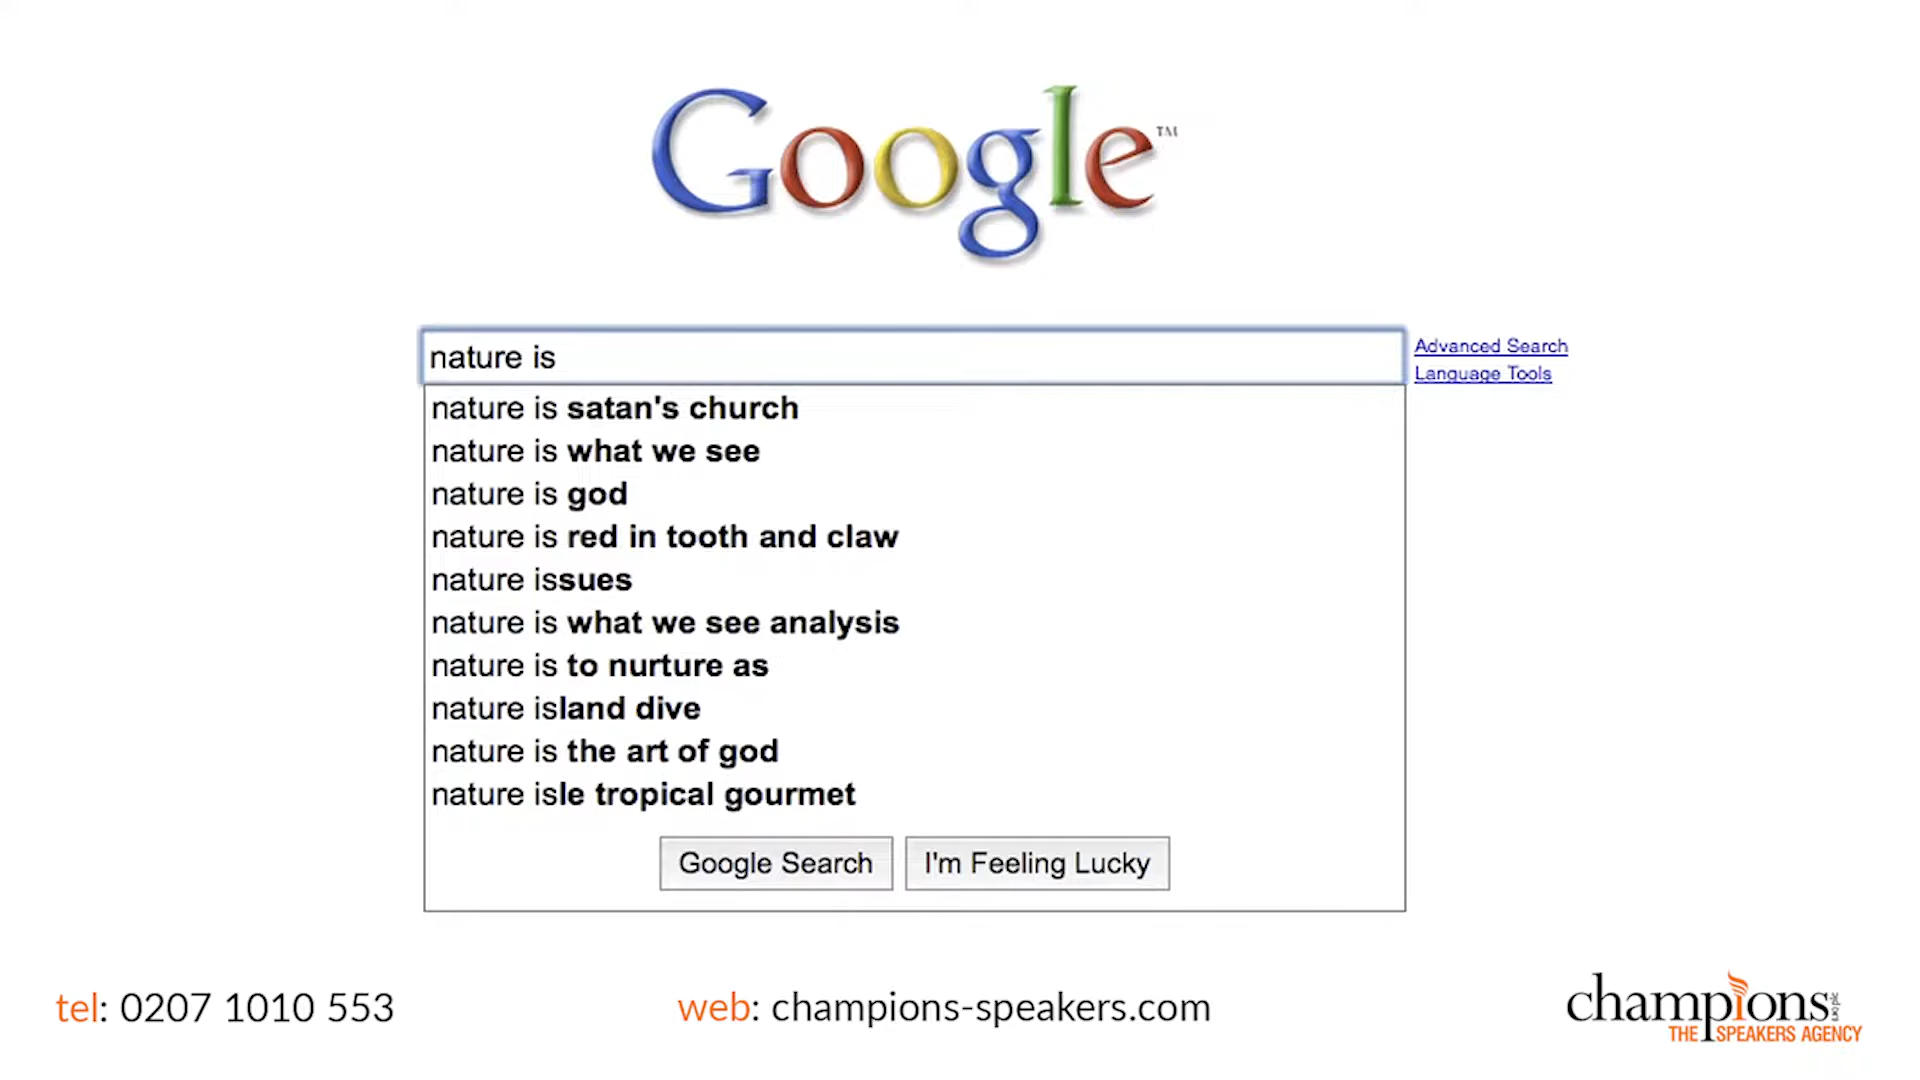 Google™
nature is
Advanced Search
Language Tools
nature is satan's church
nature is what we see
nature is god
nature is red in tooth and claw
nature issues
nature is what we see analysis
nature is to nurture as
nature island dive
nature is the art of god
nature isle tropical gourmet
Google Search I'm Feeling Lucky
tel: 0207 1010 553 web: champions-speakers.com
champions
THE SPEAKERS AGENCY